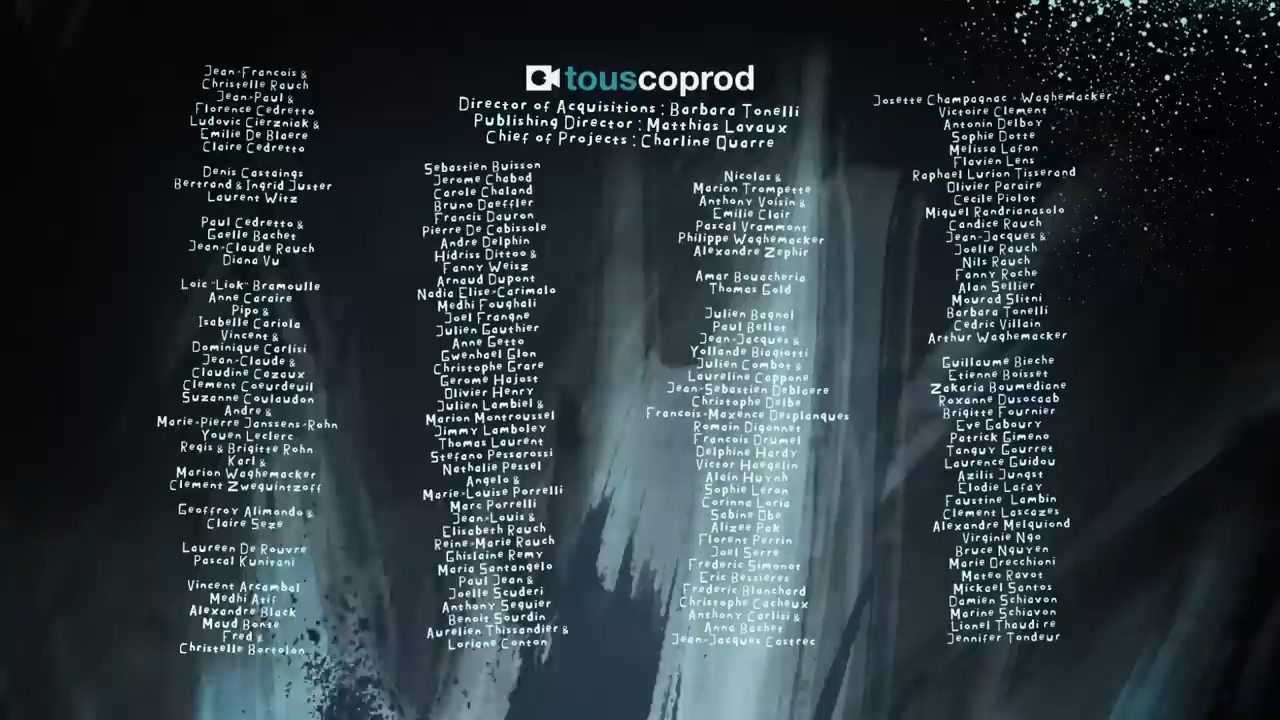 Jean-Francois &
Christelle Rauch
Jean-Paul &
Florence Cedretto
Ludovic Cierzniak &
Emilie De Blaere
Claire Cedretto
Denis Castaings
Bertrand & Ingrid Juster
Laurent Witz
Paul Cedretto &
Gaelle Bachet
Jean-Claude Rauch
Diana Vu
Loic "Liok" Bramoulle
Anne Caraire
Pipo &
Isabelle Cariola
Vincent &
Dominique Carlisi
Jean-Claude &
Claudine Cazaux
Clement Coeurdeuil
Suzanne Coulaudon
Andre &
Marie-Pierre Janssens-Rohn
Youen Leclerc
Regis & Brigitte Rohn
Karl &
Marion Waghemacker
Clement Zweguintzoff
Geoffroy Alimondo &
Claire Seze
Laureen De Rouvre
Pascal Kunitani
Vincent Arcambal
Medhi Atif
Alexandre Black
Maud Bonse
Fred &
Christelle Bortolon
touscoprod
Director of Acquisitions : Barbara Tonelli
Publishing Director : Matthias Lavaux
Chief of Projects : Charline Quarre
Sebastien Buisson
Jerome Chabod
Carole Chaland
Bruno Daeffler
Francis Dauron
Pierre De Cabissole
Andre Delphin
Hidriss Dittoo &
Fanny Weisz
Arnaud Dupont
Nadia Elise-Carimalo
Medhi Foughali
Joel Frangne
Julien Gauthier
Anne Getto
Gwenhael Glon
Christophe Grare
Gerome Hajost
Olivier Henry
Julien Lambiel &
Marion Montroussel
Jimmy Lamboley
Thomas Laurent
Stefano Pessarossi
Nathalie Pessel
Angelo &
Marie-Louise Porrelli
Marc Porrelli
Jean-Louis &
Elisabeth Rauch
Reine-Marie Rauch
Ghislaine Remy
Maria Santangelo
Paul Jean &
Joelle Scuderi
Anthony Sequier
Benoit Sourdin
Aurelien Thissandier &
Loriane Conton
Nicolas &
Marion Trompette
Anthony Voisin &
Emilie Clair
Pascal Vrammont
Philippe Waghemacker
Alexandre Zephir
Amar Bouacheria
Thomas Gold
Julien Bagnol
Paul Bellot
Jean-Jacques &
Yollande Biagiotti
Julien Combot &
Laureline Cappone
Jean-Sebastien Deblaere
Christophe Delbe
Francois-Maxence Desplanques
Romain Digonnet
Francois Drumel
Delphine Hardy
Victor Haegelin
Alain Huynh
Sophie Leron
Corinna Loria
Sabine Obe
Alizee Pak
Florent Perrin
Joel Serre
Frederic Simonot
Eric Bessieres
Frederic Blanchard
Christophe Cacheux
Anthony Carlisi &
Anna Bachet
Jean-Jacques Castrec
Josette Champagnac - Waghemacker
Victoire Clement
Antonin Delboy
Sophie Dotte
Melissa Lafon
Flavien Lens
Raphael Lurion Tisserand
Olivier Paraire
Cecile Piolot
Miguel Randrianasolo
Candice Rauch
Jean-Jacques &
Joelle Rauch
Nils Rauch
Fanny Roche
Alan Sellier
Mourad Slitni
Barbara Tonelli
Cedric Villain
Arthur Waghemacker
Guillaume Bieche
Etienne Boisset
Zakaria Boumediane
Roxanne Dusocaab
Brigitte Fournier
Eve Gaboury
Patrick Gimeno
Tanguy Gourret
Laurence Guidou
Azilis Jungst
Elodie Lafay
Faustine Lambin
Clement Lascazes
Alexandre Melquiond
Virginie Ngo
Bruce Nguyen
Marie Orecchioni
Mateo Ravot
Mickael Santos
Damien Schiavon
Marine Schiavon
Lionel Thaudi re
Jennifer Tondeur